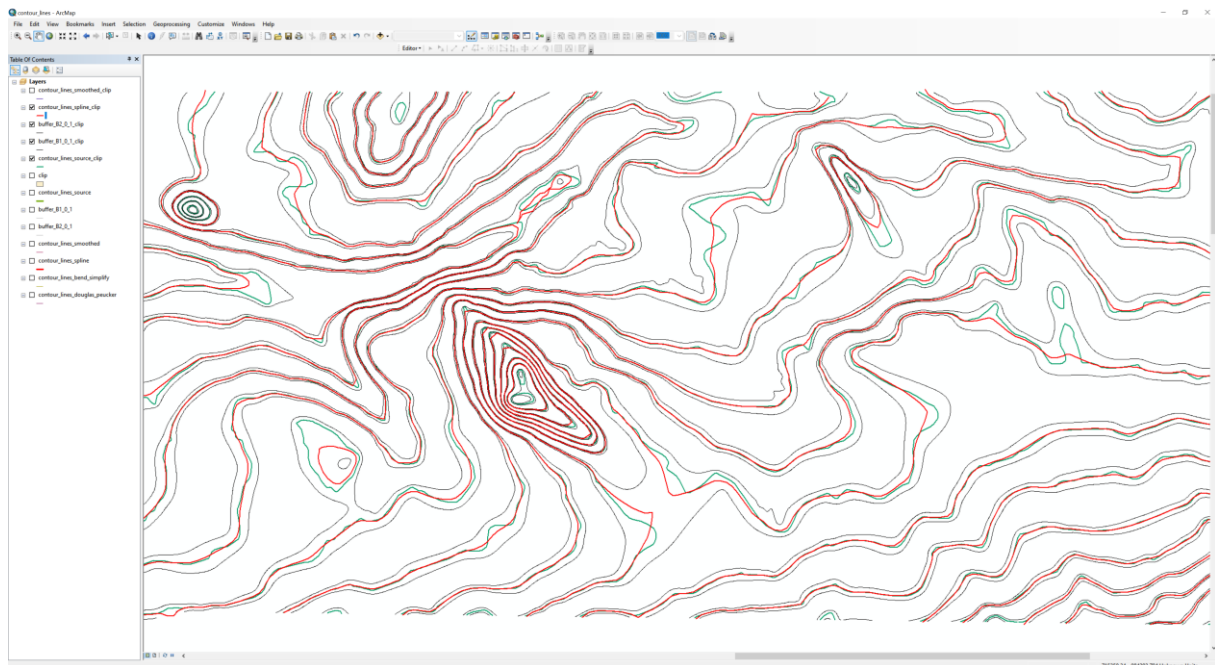 contour_lines - ArcMap
File Edit View Bookmarks Insert Selection Geoprocessing Customize Windows Help
Editor
Table Of Contents
Layers
contour_lines_smoothed_clip
contour_lines_spline_clip
buffer_B2_0_1_clip
buffer_B1_0_1_clip
contour_lines_source_clip
clip
contour_lines_source
buffer_B1_0_1
buffer_B2_0_1
contour_lines_smoothed
contour_lines_spline
contour_lines_bend_simplify
contour_lines_douglas_peucker